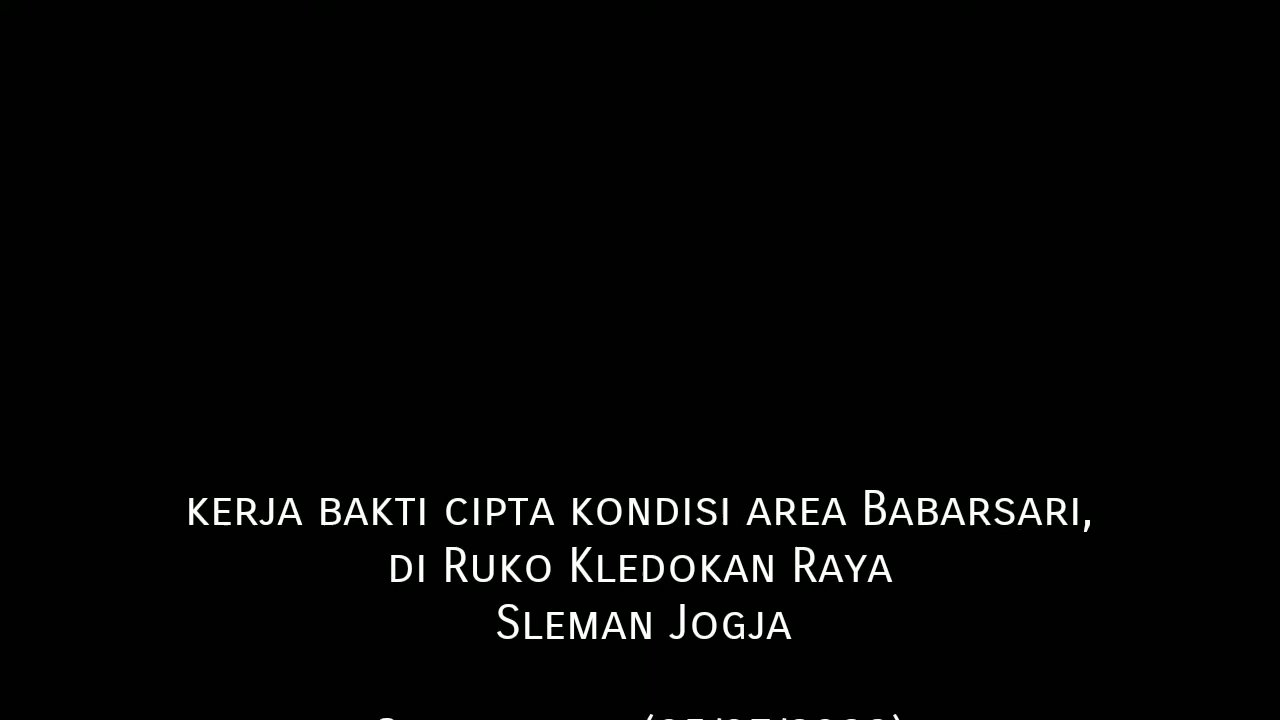 kerja bakti cipta kondisi area Babarsari,
di Ruko Kledokan Raya
Sleman Jogja